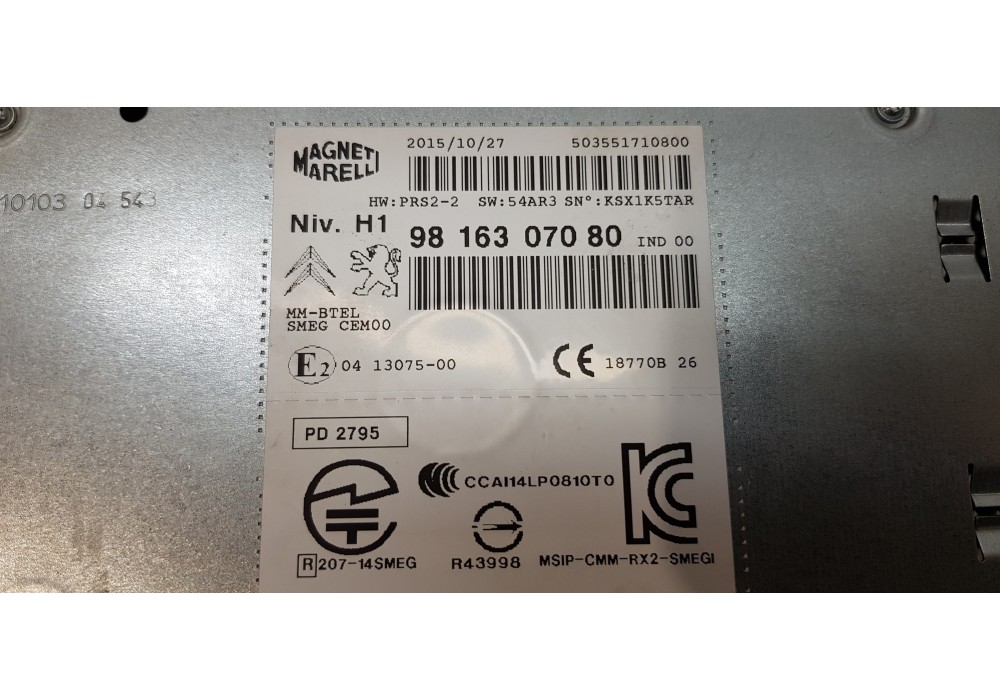 2015/10/27 503551710800
MAGNETI
MARELLI
10103 04 543
HW:PRS2-2 SW:54AR3 SN°:KSX1K5TAR
Niv. H1
98 163 070 80 IND 00
MM-BTEL
SMEG CEM00
E2 04 13075-00
CE 18770B 26
PD 2795
CCAI14LP0810T0
R 207-14SMEG
R43998
MSIP-CMM-RX2-SMEGI